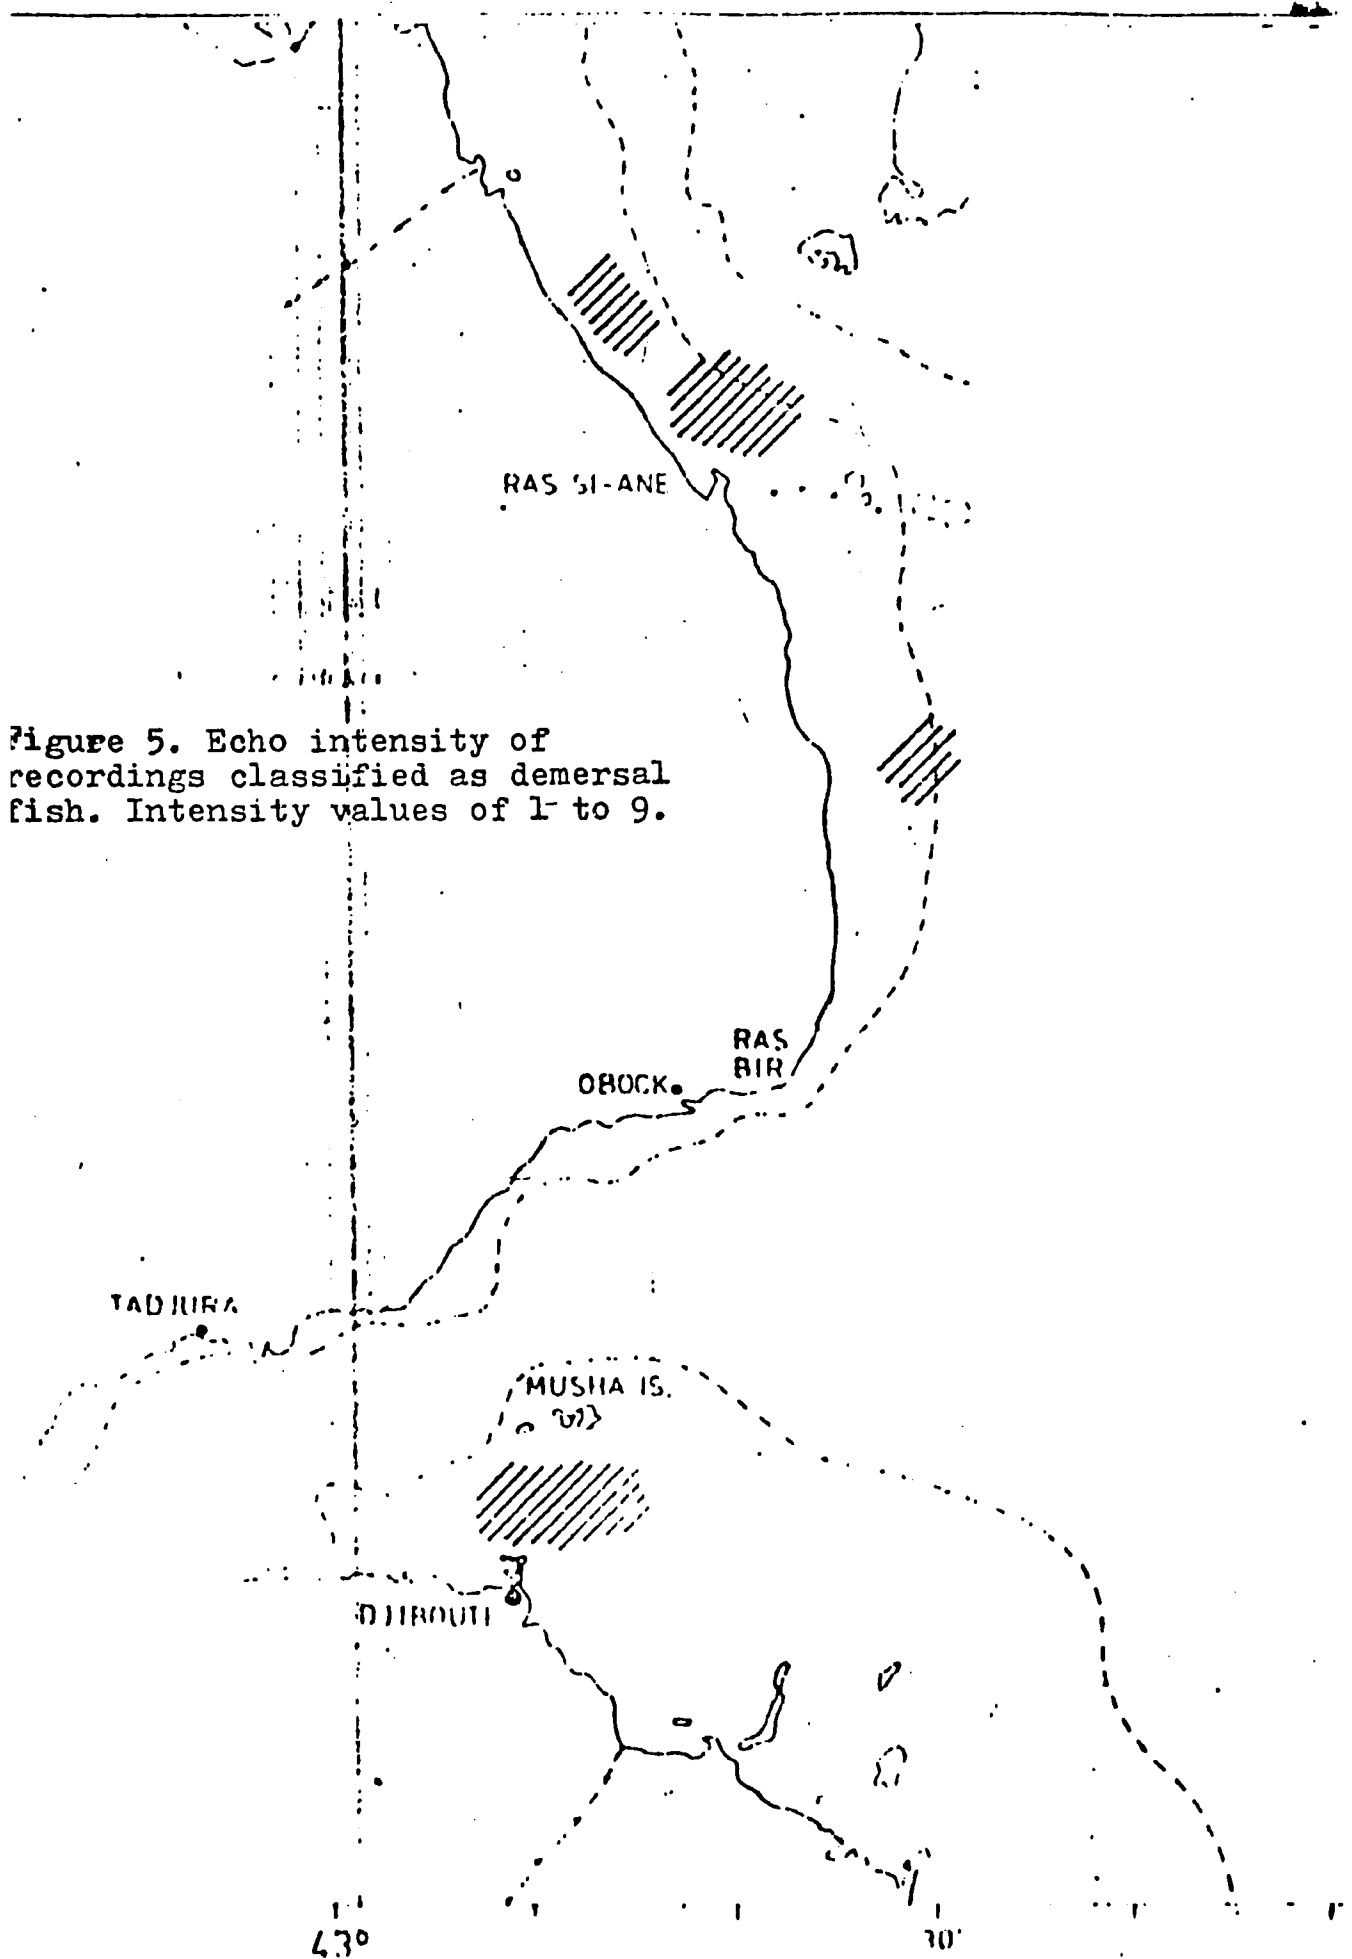 RAS SI-ANE
Figure 5. Echo intensity of
recordings classified as demersal
fish. Intensity values of 1- to 9.
RAS
BIR
OBOCK
TADJURA
MUSHA IS.
DJIBOUTI
43°
30'